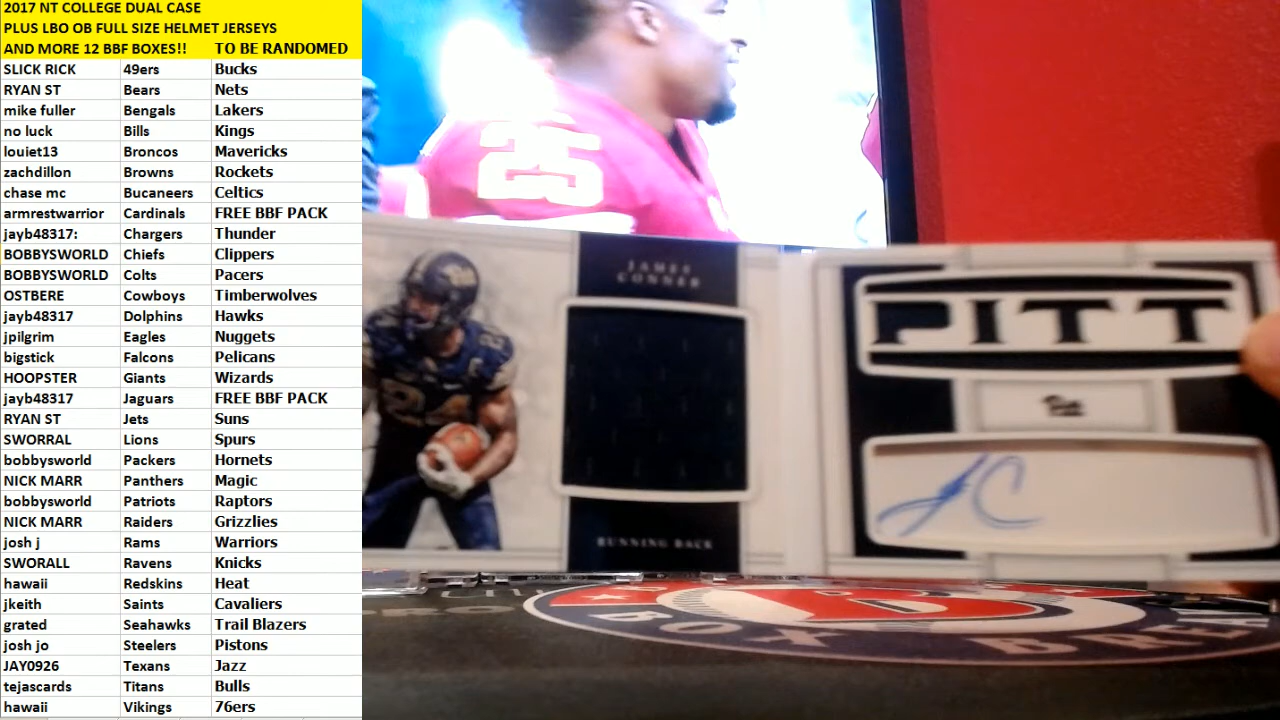 2017 NT COLLEGE DUAL CASE
PLUS LBO OB FULL SIZE HELMET JERSEYS
AND MORE 12 BBF BOXES!! TO BE RANDOMED
SLICK RICK 49ers Bucks
RYAN ST Bears Nets
mike fuller Bengals Lakers
no luck Bills Kings
louiet13 Broncos Mavericks
zachdillon Browns Rockets
chase mc Bucaneers Celtics
armrestwarrior Cardinals FREE BBF PACK
jayb48317: Chargers Thunder
BOBBYSWORLD Chiefs Clippers
BOBBYSWORLD Colts Pacers
OSTBERE Cowboys Timberwolves
jayb48317 Dolphins Hawks
jpilgrim Eagles Nuggets
bigstick Falcons Pelicans
HOOPSTER Giants Wizards
jayb48317 Jaguars FREE BBF PACK
RYAN ST Jets Suns
SWORRAL Lions Spurs
bobbysworld Packers Hornets
NICK MARR Panthers Magic
bobbysworld Patriots Raptors
NICK MARR Raiders Grizzlies
josh j Rams Warriors
SWORALL Ravens Knicks
hawaii Redskins Heat
jkeith Saints Cavaliers
grated Seahawks Trail Blazers
josh jo Steelers Pistons
JAY0926 Texans Jazz
tejascards Titans Bulls
hawaii Vikings 76ers
25
JAMES
CONNER
24
RUNNING BACK
PITT
Pitt
JC
BOX BREA